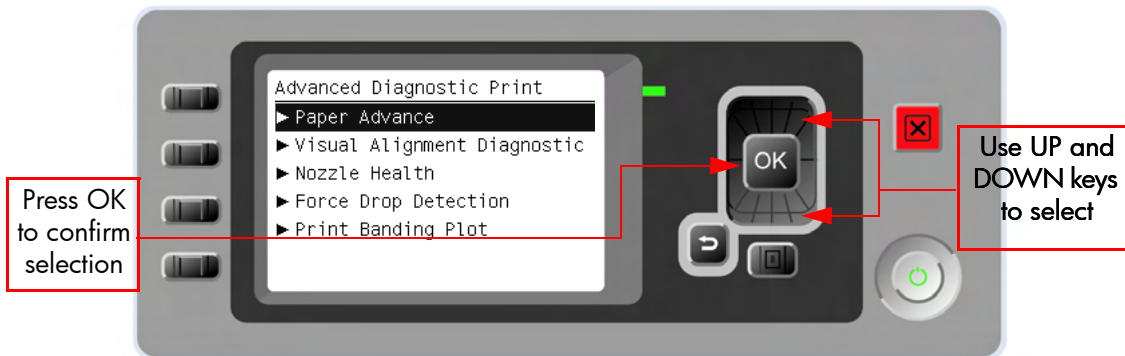 Advanced Diagnostic Print
Paper Advance
Visual Alignment Diagnostic
Nozzle Health
Force Drop Detection
Print Banding Plot
OK
Press OK
to confirm
selection
Use UP and
DOWN keys
to select